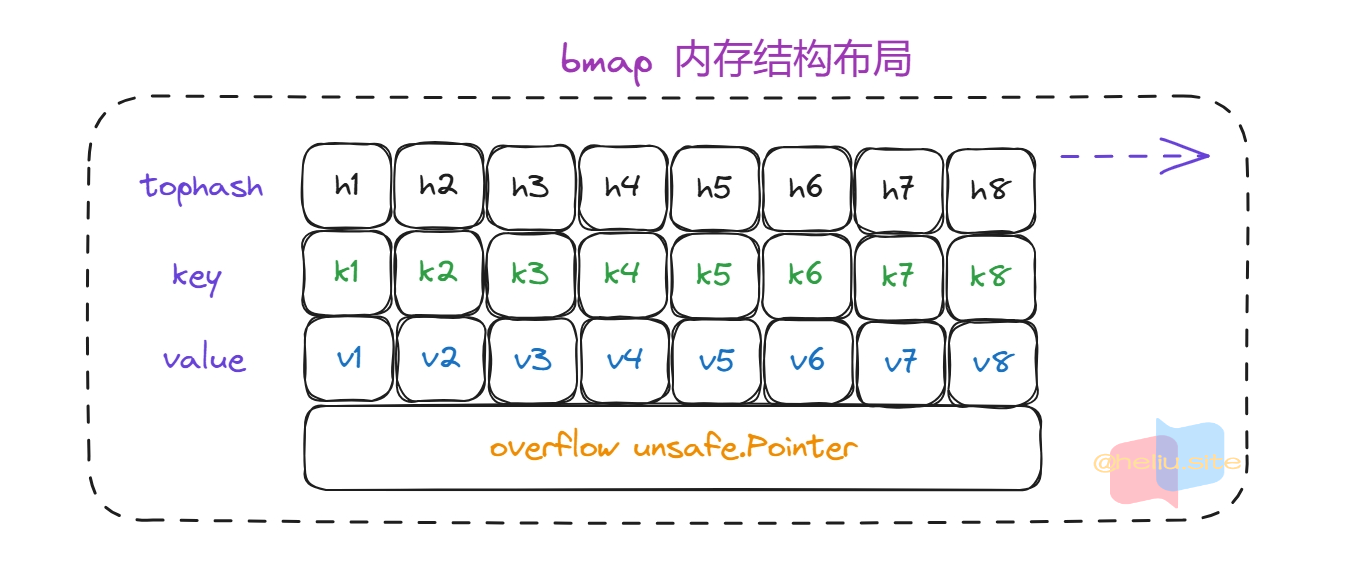 bmap 内存结构布局
tophash h1 h2 h3 h4 h5 h6 h7 h8
key k1 k2 k3 k4 k5 k6 k7 k8
value v1 v2 v3 v4 v5 v6 v7 v8
overflow unsafe.Pointer
@heliu.site